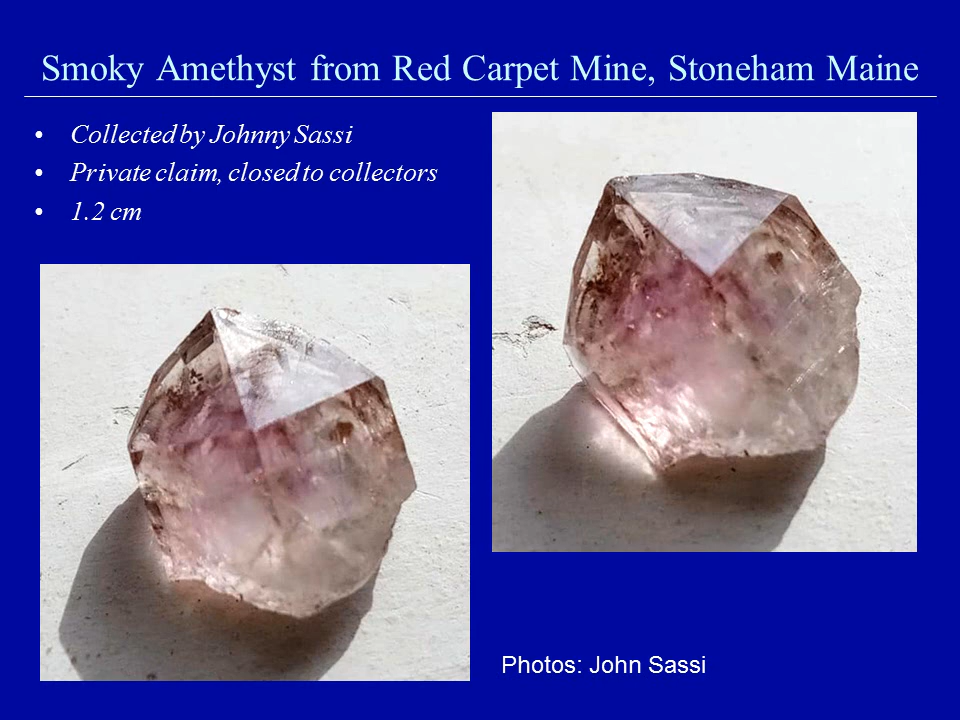 Smoky Amethyst from Red Carpet Mine, Stoneham Maine
• Collected by Johnny Sassi
• Private claim, closed to collectors
• 1.2 cm
Photos: John Sassi